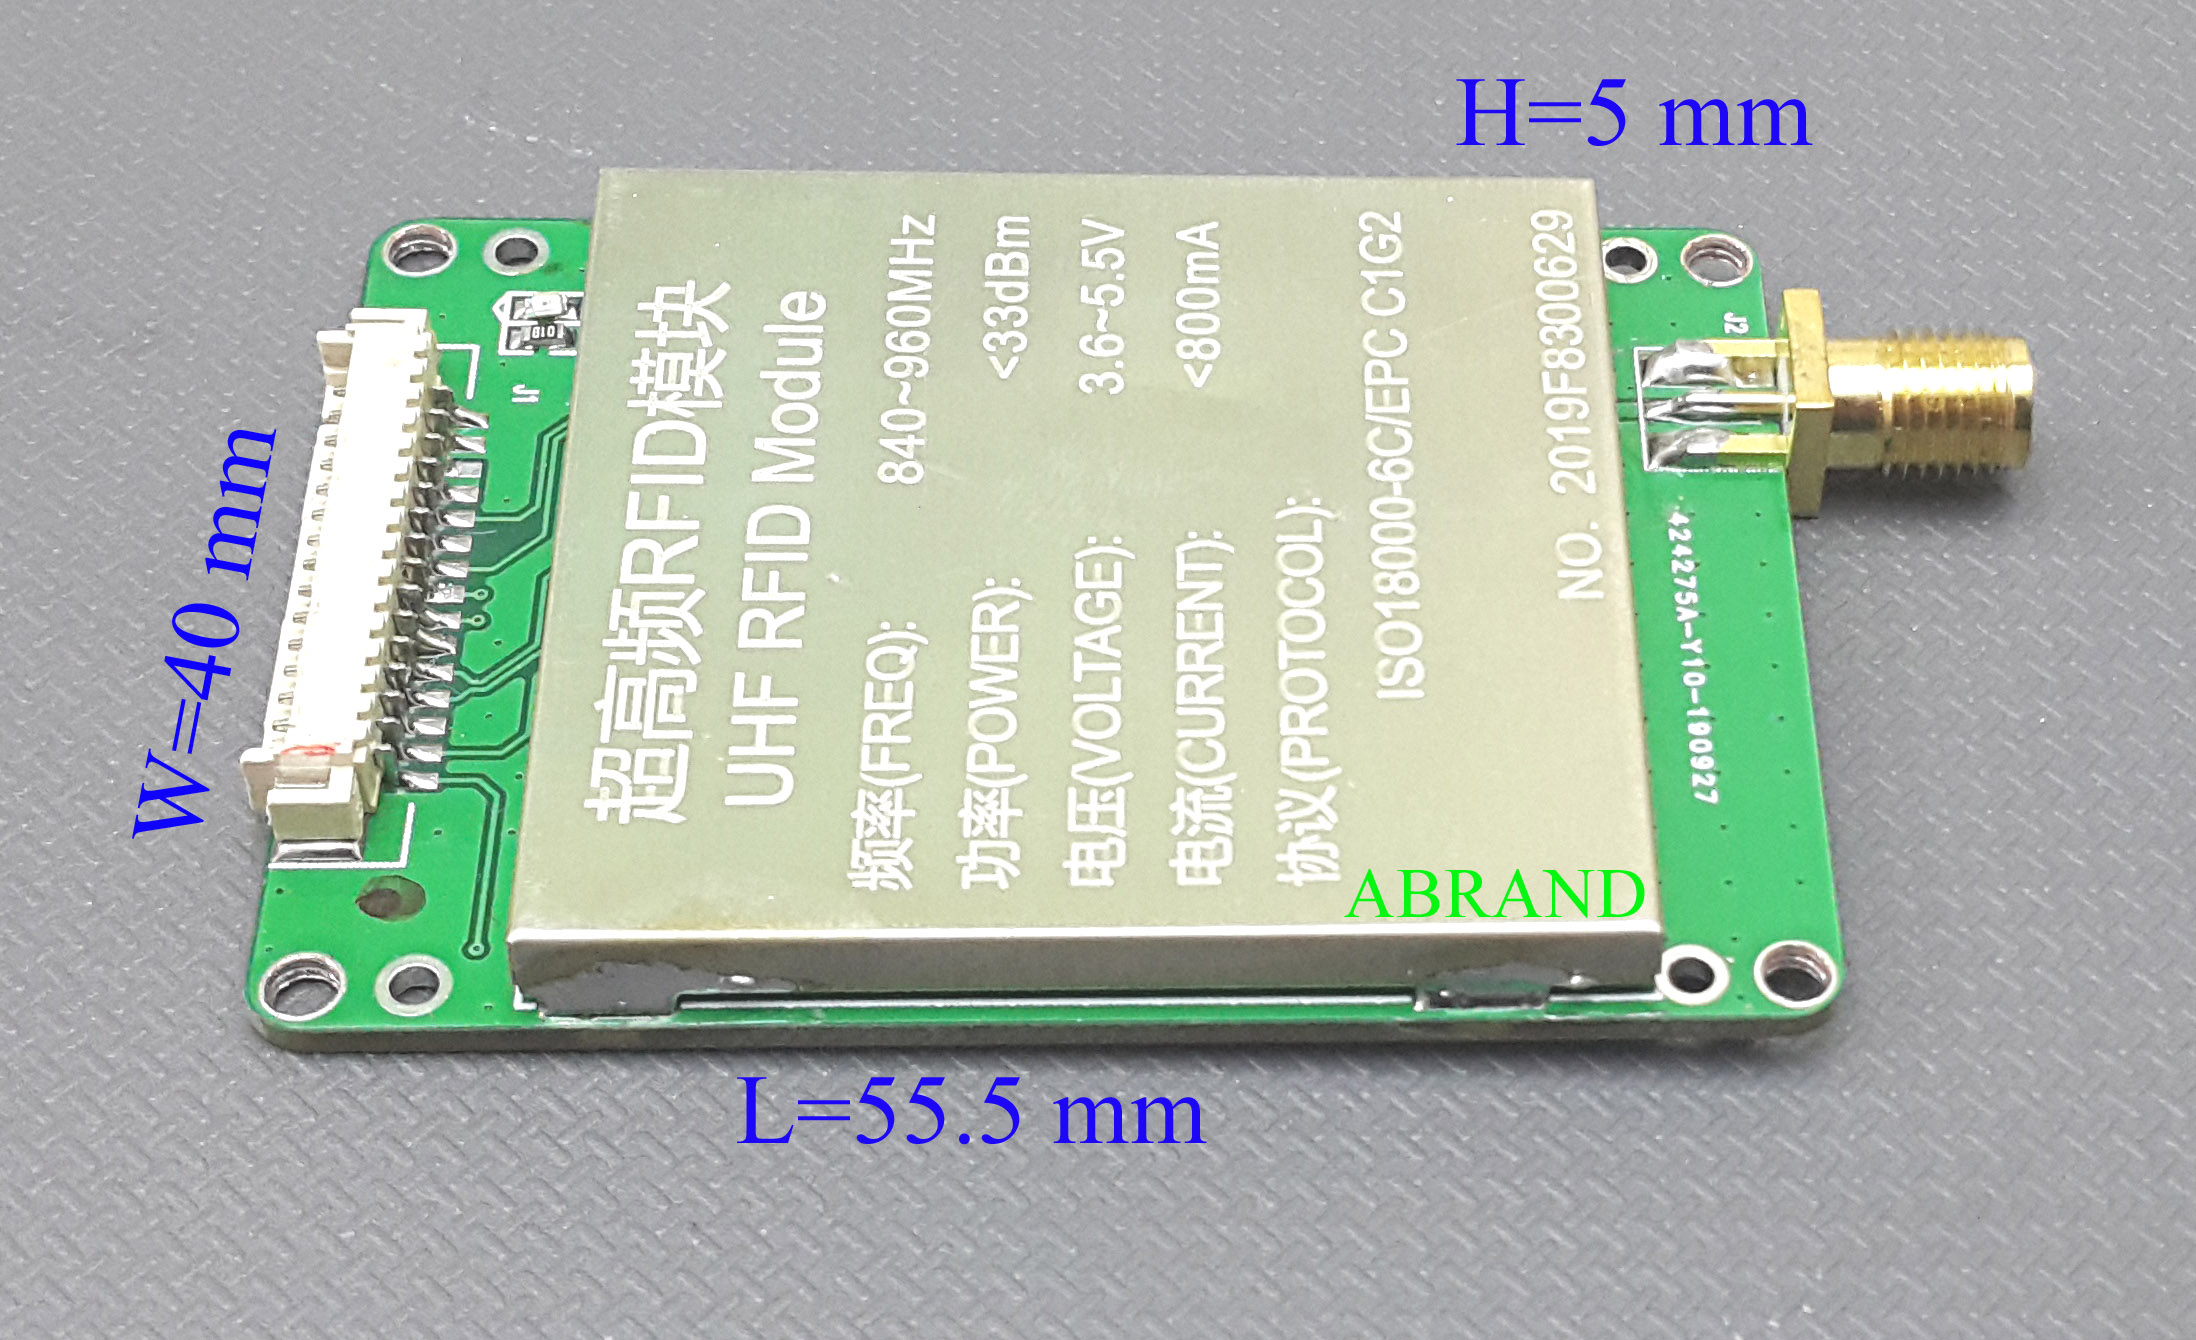 H=5 mm
W=40 mm
L=55.5 mm
超高频RFID模块
UHF RFID Module
频率(FREQ): 840~960MHz
功率(POWER): <33dBm
电压(VOLTAGE): 3.6~5.5V
电流(CURRENT): <800mA
协议(PROTOCOL):
ISO18000-6C/EPC C1G2
NO. 2019F8300629
ABRAND
J1
J2
424275A-Y10-190927